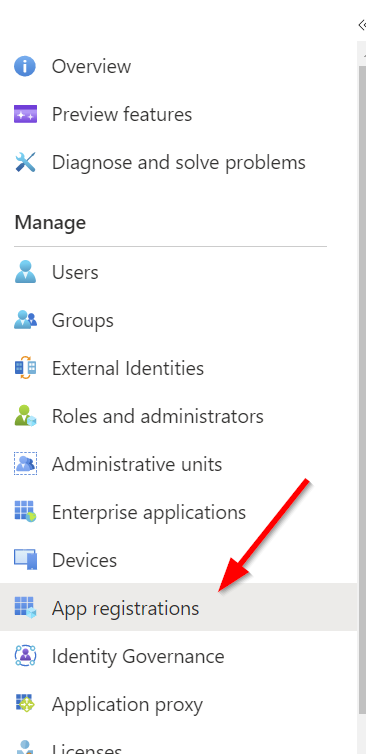 Overview
Preview features
Diagnose and solve problems
Manage
Users
Groups
External Identities
Roles and administrators
Administrative units
Enterprise applications
Devices
App registrations
Identity Governance
Application proxy
Licenses